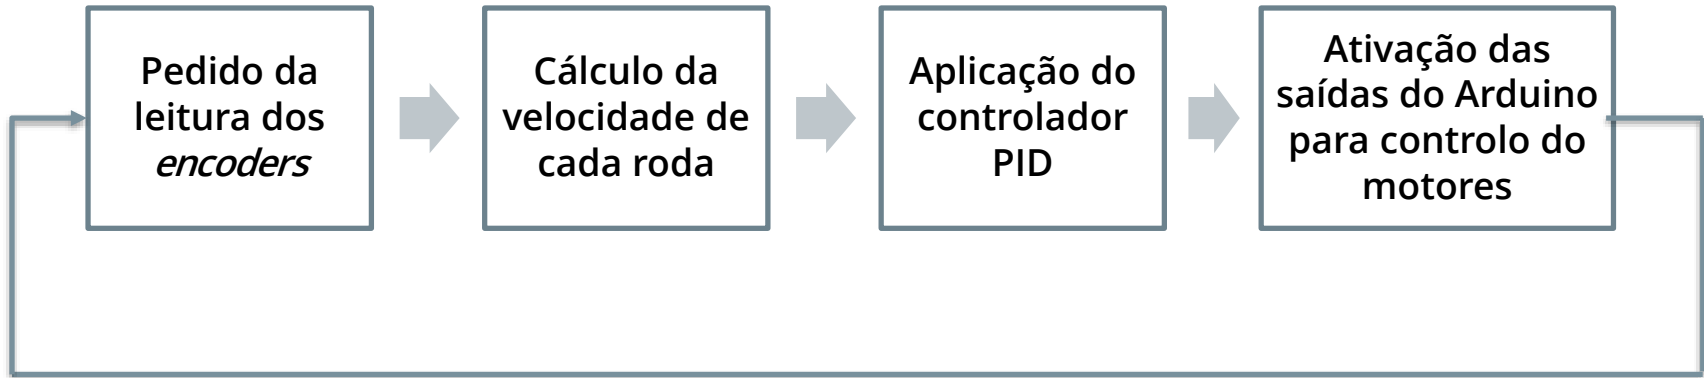 Pedido da
leitura dos
encoders
Cálculo da
velocidade de
cada roda
Aplicação do
controlador
PID
Ativação das
saídas do Arduino
para controlo do
motores